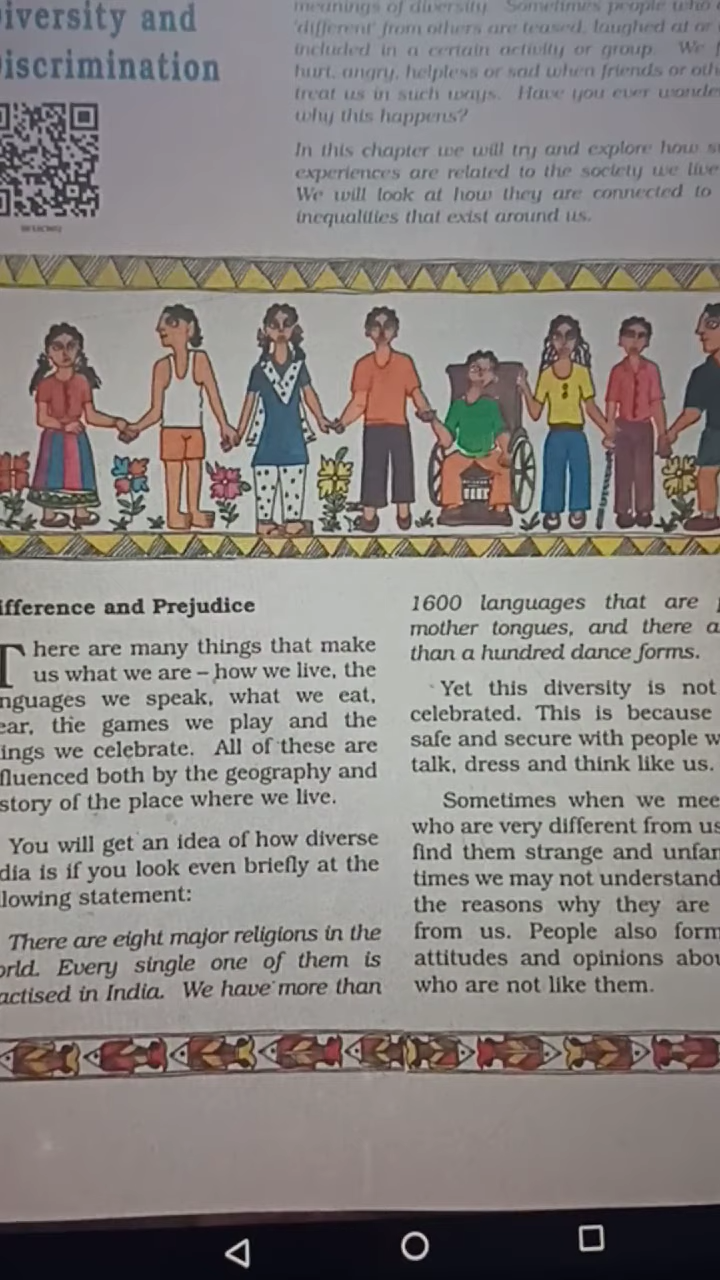 iversity and
iscrimination
meanings of diversity. Sometimes people who
'different' from others are teased, laughed at or
included in a certain activity or group. We
hurt, angry, helpless or sad when friends or oth
treat us in such ways. Have you ever wonde
why this happens?
In this chapter we will try and explore how s
experiences are related to the society we live
We will look at how they are connected to
inequalities that exist around us.
ifference and Prejudice
There are many things that make
us what we are – how we live, the
nguages we speak, what we eat,
ear, the games we play and the
ings we celebrate. All of these are
fluenced both by the geography and
story of the place where we live.
You will get an idea of how diverse
dia is if you look even briefly at the
llowing statement:
There are eight major religions in the
orld. Every single one of them is
actised in India. We have more than
1600 languages that are
mother tongues, and there a
than a hundred dance forms.
Yet this diversity is not
celebrated. This is because
safe and secure with people w
talk, dress and think like us.
Sometimes when we mee
who are very different from us
find them strange and unfam
times we may not understand
the reasons why they are
from us. People also form
attitudes and opinions abou
who are not like them.